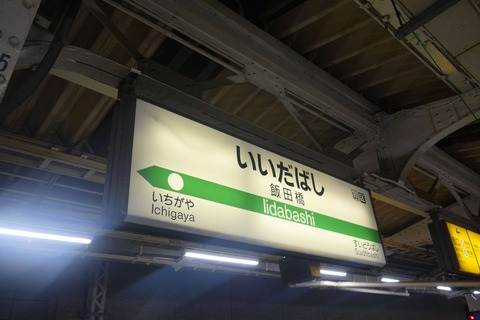 いいだばし
飯田橋
Iidabashi
いちがや
Ichigaya
すいどうばし
Suidobashi
5